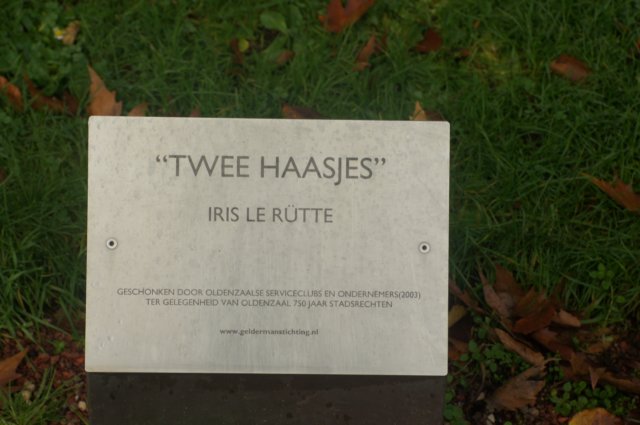 “TWEE HAASJES”
IRIS LE RÜTTE
GESCHONKEN DOOR OLDENZAALSE SERVICECLUBS EN ONDERNEMERS(2003)
TER GELEGENHEID VAN OLDENZAAL 750 JAAR STADSRECHTEN
www.geldermanstichting.nl